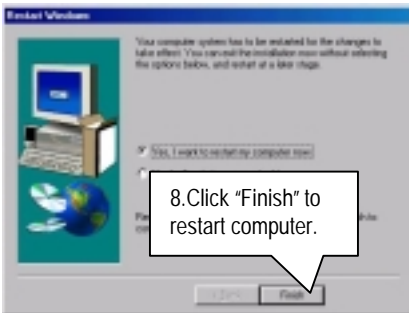 Restart Windows
Your computer system has to be restarted for the changes to
take effect. You can exit the installation now without selecting
the options below, and restart at a later stage.
Yes, I want to restart my computer now
8.Click "Finish" to
restart computer.
< Back
Finish